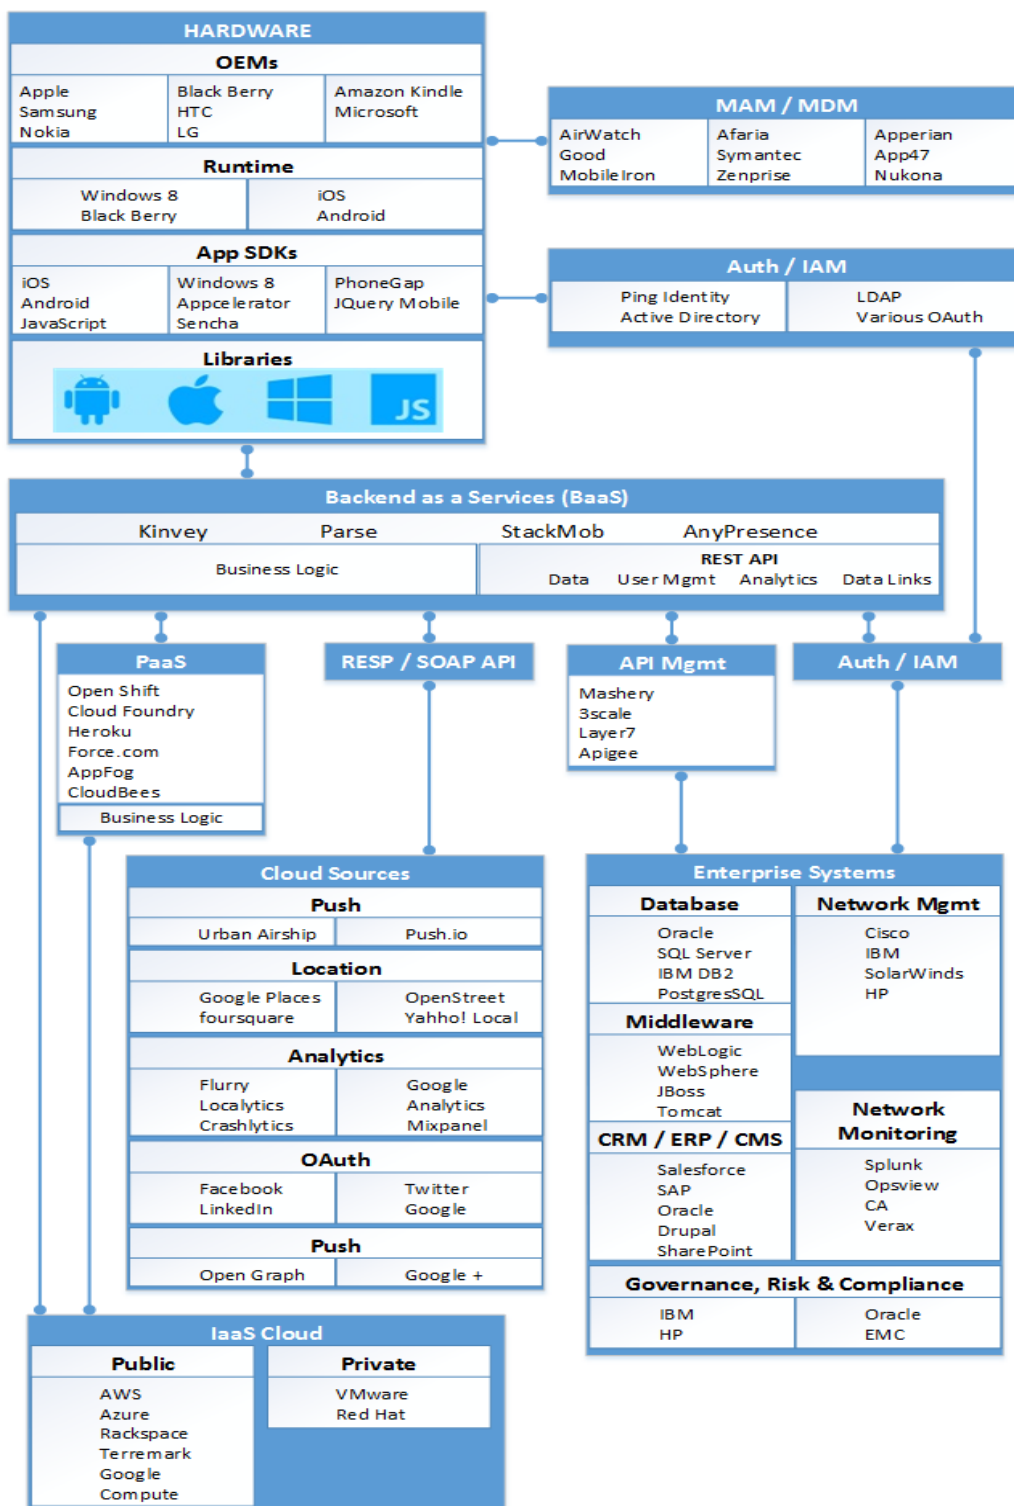 HARDWARE
OEMs
Apple
Samsung
Nokia
Black Berry
HTC
LG
Amazon Kindle
Microsoft
Runtime
Windows 8
Black Berry
iOS
Android
App SDKs
iOS
Android
JavaScript
Windows 8
Appcelerator
Sencha
PhoneGap
JQuery Mobile
Libraries
JS
MAM / MDM
AirWatch
Good
MobileIron
Afaria
Symantec
Zenprise
Apperian
App47
Nukona
Auth / IAM
Ping Identity
Active Directory
LDAP
Various OAuth
Backend as a Services (BaaS)
Kinvey Parse StackMob AnyPresence
Business Logic
REST API
Data User Mgmt Analytics Data Links
PaaS
Open Shift
Cloud Foundry
Heroku
Force.com
AppFog
CloudBees
Business Logic
RESP / SOAP API
API Mgmt
Mashery
3scale
Layer7
Apigee
Auth / IAM
Cloud Sources
Push
Urban Airship
Push.io
Location
Google Places
foursquare
OpenStreet
Yahho! Local
Analytics
Flurry
Localytics
Crashlytics
Google
Analytics
Mixpanel
OAuth
Facebook
LinkedIn
Twitter
Google
Push
Open Graph
Google +
Enterprise Systems
Database
Oracle
SQL Server
IBM DB2
PostgresSQL
Middleware
WebLogic
WebSphere
JBoss
Tomcat
CRM / ERP / CMS
Salesforce
SAP
Oracle
Drupal
SharePoint
Network Mgmt
Cisco
IBM
SolarWinds
HP
Network
Monitoring
Splunk
Opsview
CA
Verax
Governance, Risk & Compliance
IBM
HP
Oracle
EMC
IaaS Cloud
Public
AWS
Azure
Rackspace
Terremark
Google
Compute
Private
VMware
Red Hat